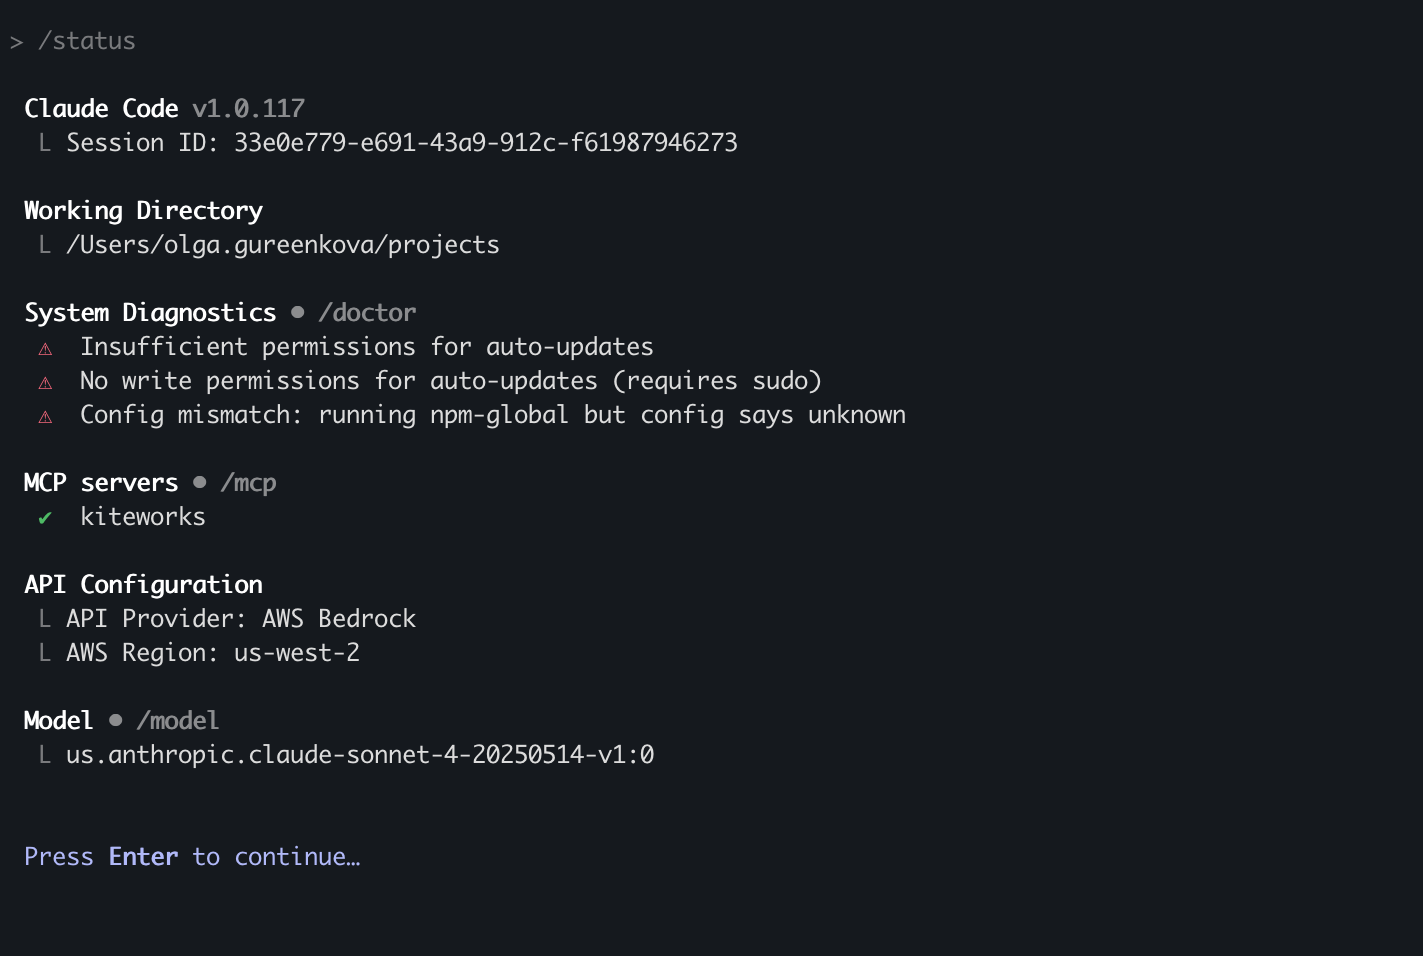 > /status
Claude Code v1.0.117
L Session ID: 33e0e779-e691-43a9-912c-f61987946273
Working Directory
L /Users/olga.gureenkova/projects
System Diagnostics • /doctor
⚠ Insufficient permissions for auto-updates
⚠ No write permissions for auto-updates (requires sudo)
⚠ Config mismatch: running npm-global but config says unknown
MCP servers • /mcp
✔ kiteworks
API Configuration
L API Provider: AWS Bedrock
L AWS Region: us-west-2
Model • /model
L us.anthropic.claude-sonnet-4-20250514-v1:0
Press Enter to continue…